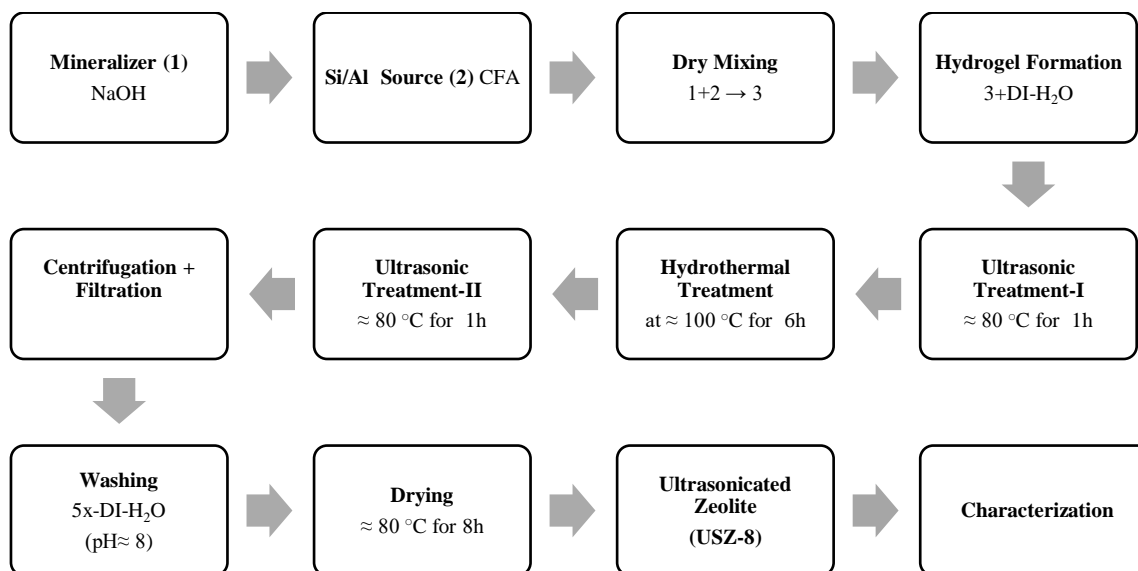 Mineralizer (1)
NaOH
Si/Al Source (2) CFA
Dry Mixing
1+2 → 3
Hydrogel Formation
3+DI-H₂O
Ultrasonic
Treatment-I
≈ 80 °C for 1h
Hydrothermal
Treatment
at ≈ 100 °C for 6h
Ultrasonic
Treatment-II
≈ 80 °C for 1h
Centrifugation +
Filtration
Washing
5x-DI-H₂O
(pH≈ 8)
Drying
≈ 80 °C for 8h
Ultrasonicated
Zeolite
(USZ-8)
Characterization